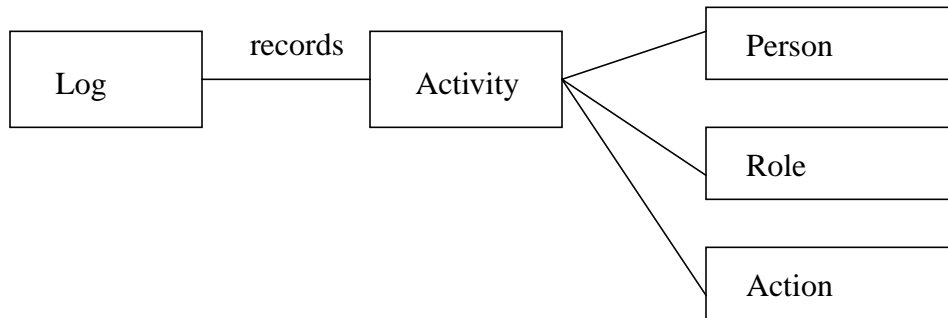 records
Log
Activity
Person
Role
Action